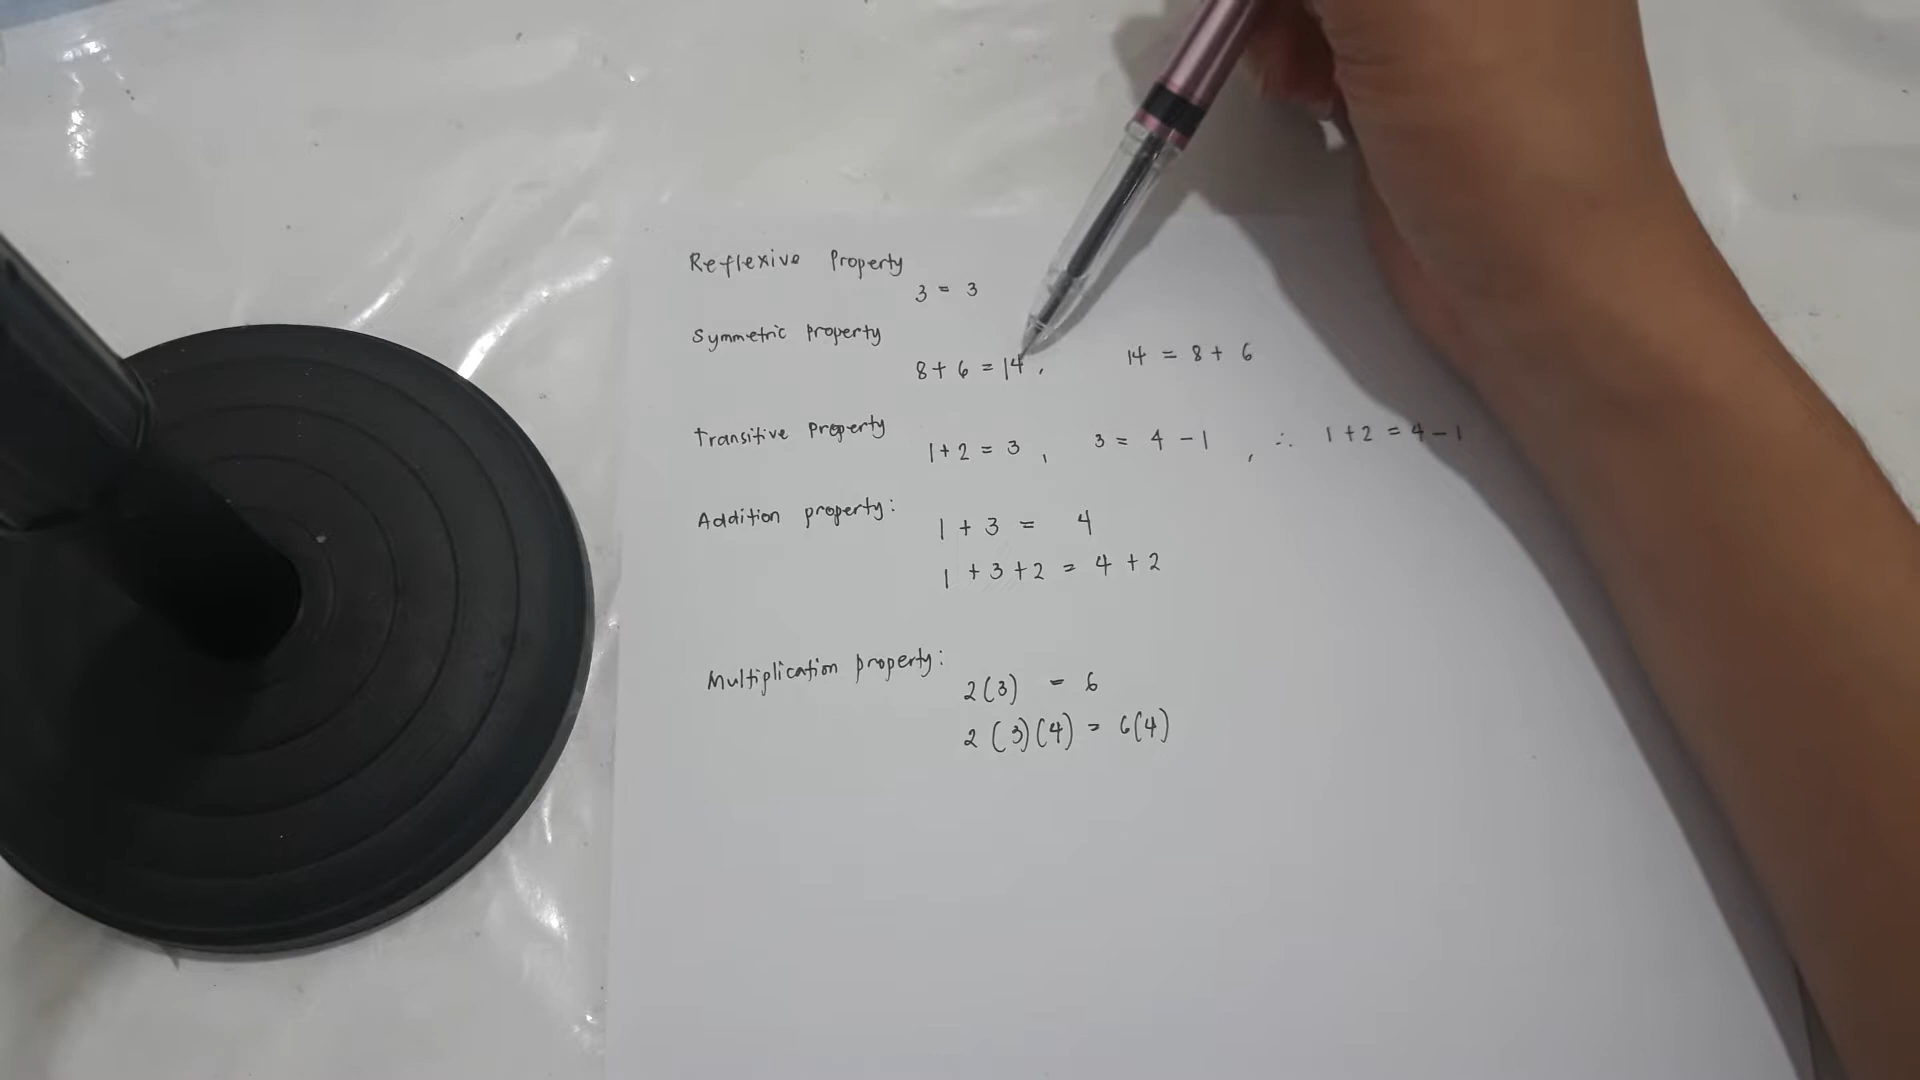 Reflexive Property
3 = 3
Symmetric Property
8 + 6 = 14, 14 = 8 + 6
Transitive Property
1 + 2 = 3, 3 = 4 - 1, ∴ 1 + 2 = 4 - 1
Addition property:
1 + 3 = 4
1 + 3 + 2 = 4 + 2
Multiplication property:
2(3) = 6
2(3)(4) = 6(4)